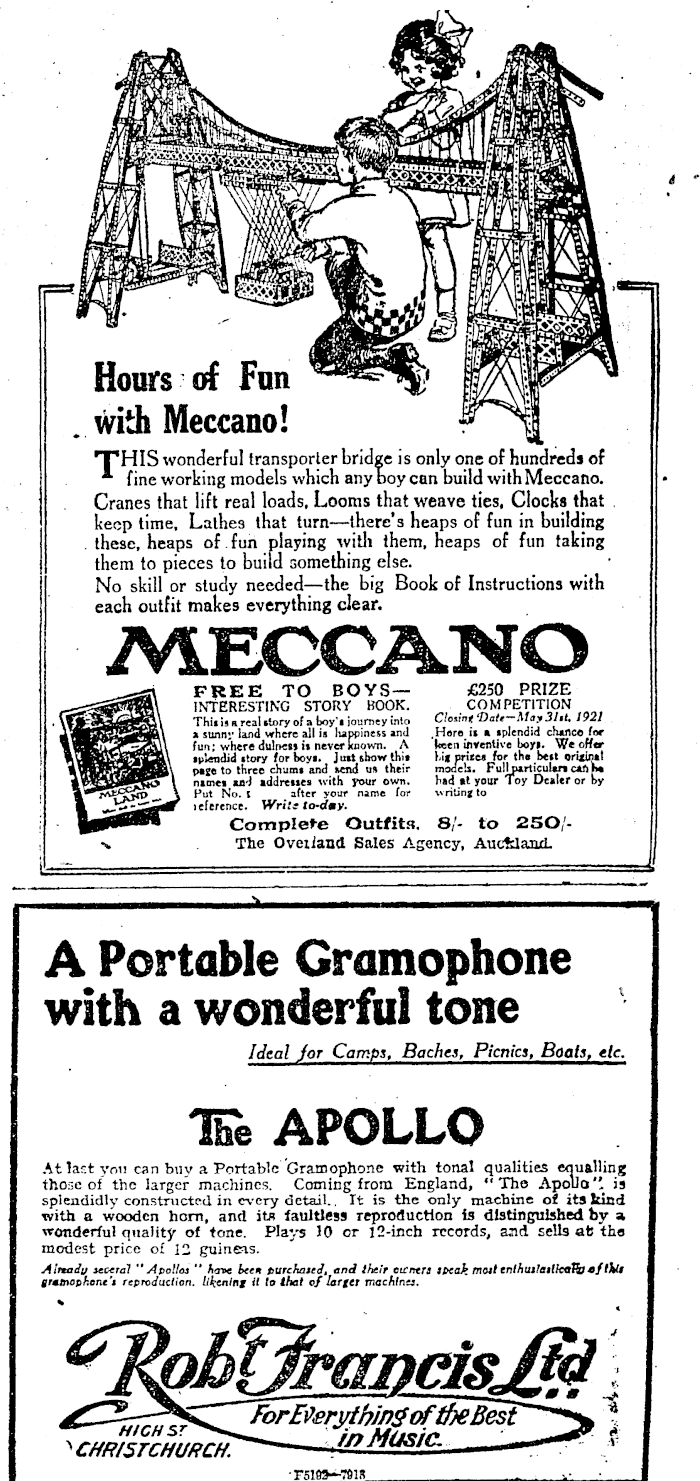 Hours of Fun
with Meccano!
THIS wonderful transporter bridge is only one of hundreds of
fine working models which any boy can build with Meccano.
Cranes that lift real loads, Looms that weave ties, Clocks that
keep time, Lathes that turn—there's heaps of fun in building
these, heaps of fun playing with them, heaps of fun taking
them to pieces to build something else.
No skill or study needed—the big Book of Instructions with
each outfit makes everything clear.
MECCANO
MECCANO
LAND
FREE TO BOYS—
INTERESTING STORY BOOK.
This is a real story of a boy's journey into
a sunny land where all is happiness and
fun; where dulness is never known. A
splendid story for boys. Just show this
page to three chums and send us their
names and addresses with your own.
Put No. after your name for
reference. Write to-day.
£250 PRIZE
COMPETITION
Closing Date—May 31st, 1921
Here is a splendid chance for
keen inventive boys. We offer
big prizes for the best original
models. Full particulars can be
had at your Toy Dealer or by
writing to
Complete Outfits, 8/- to 250/-
The Overland Sales Agency, Auckland.
A Portable Gramophone
with a wonderful tone
Ideal for Camps, Baches, Picnics, Boats, etc.
The APOLLO
At last you can buy a Portable Gramophone with tonal qualities equalling
those of the larger machines. Coming from England, "The Apollo" is
splendidly constructed in every detail. It is the only machine of its kind
with a wooden horn, and its faultless reproduction is distinguished by a
wonderful quality of tone. Plays 10 or 12-inch records, and sells at the
modest price of 12 guineas.
Already several "Apollos" have been purchased, and their owners speak most enthusiastically of this
gramophone's reproduction, likening it to that of larger machines.
Robt Francis Ltd
For Everything of the Best
in Music.
HIGH ST
CHRISTCHURCH.
F5192—7918